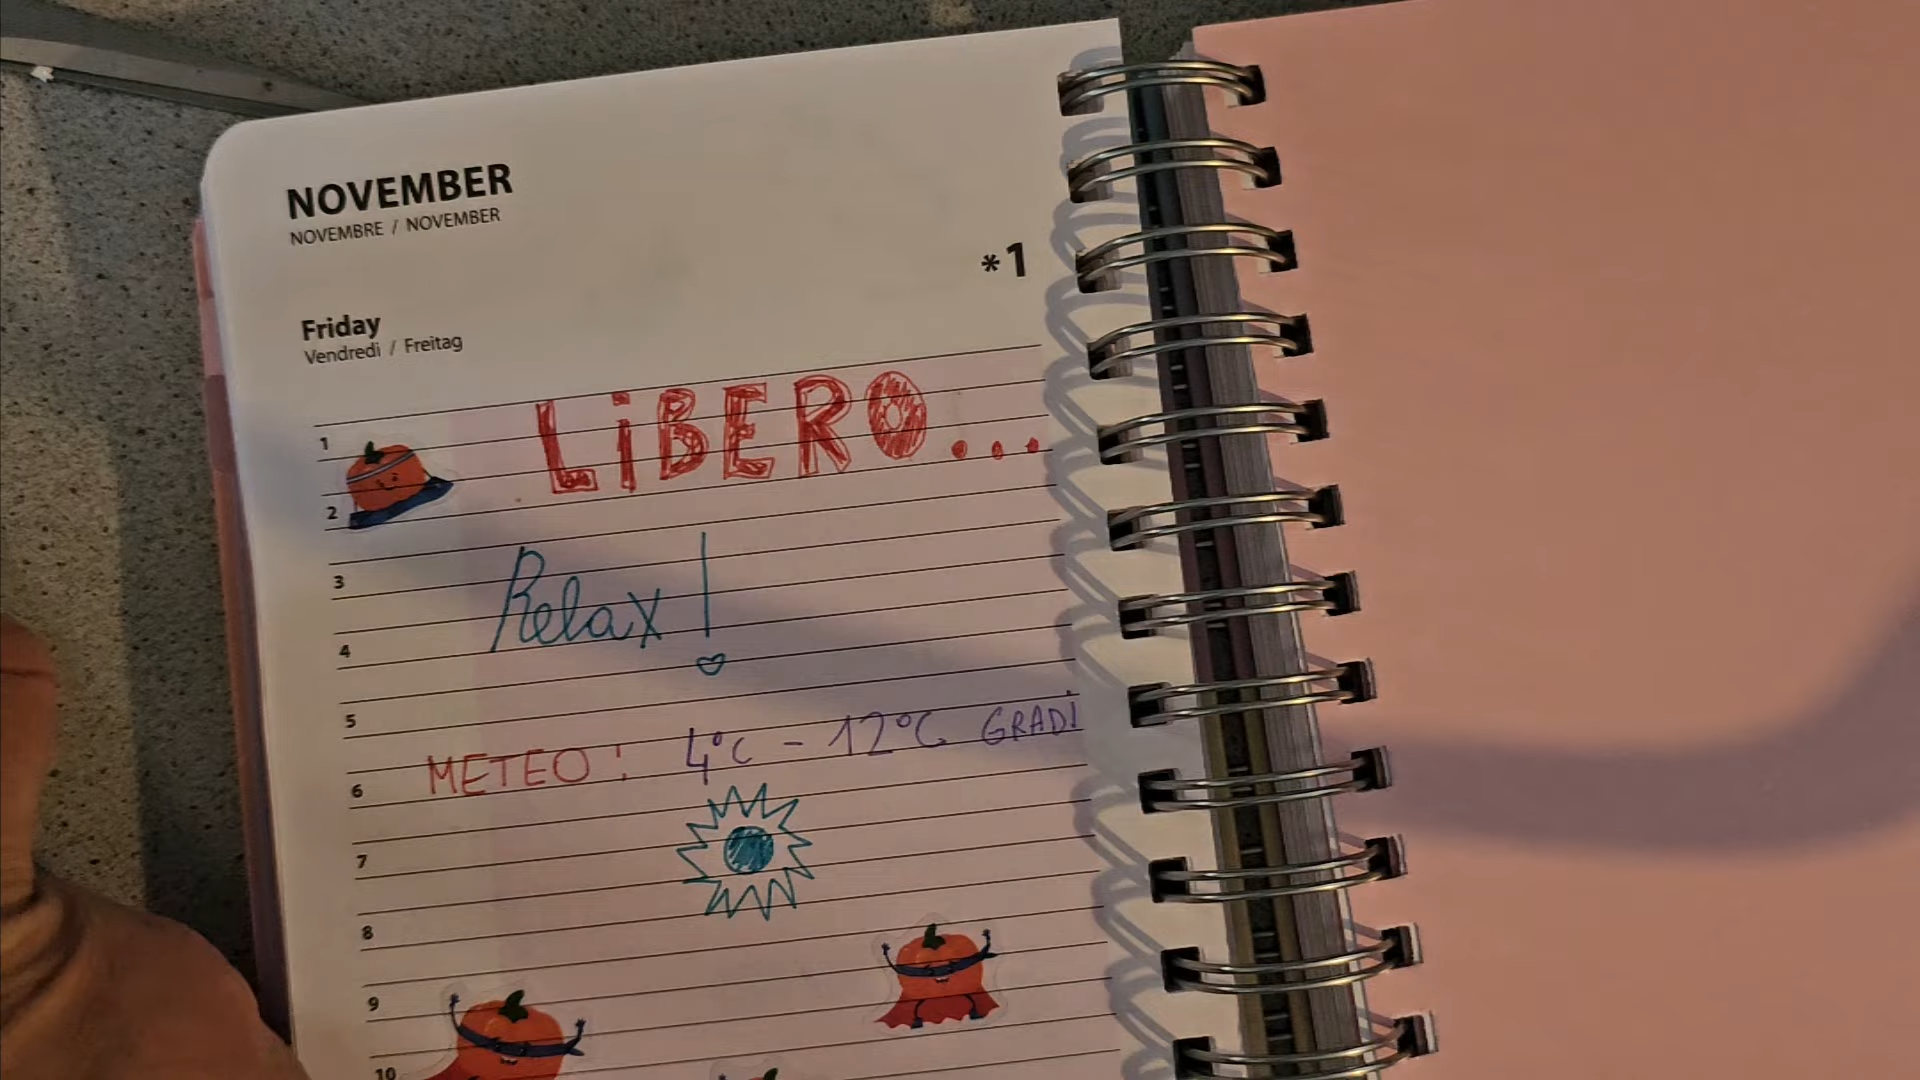 NOVEMBER
NOVEMBRE / NOVEMBER
*1
Friday
Vendredi / Freitag
1
LiBERO...
2
3
Relax!
4
5
METEO: 4°C - 12°C GRADI
6
7
8
9
10